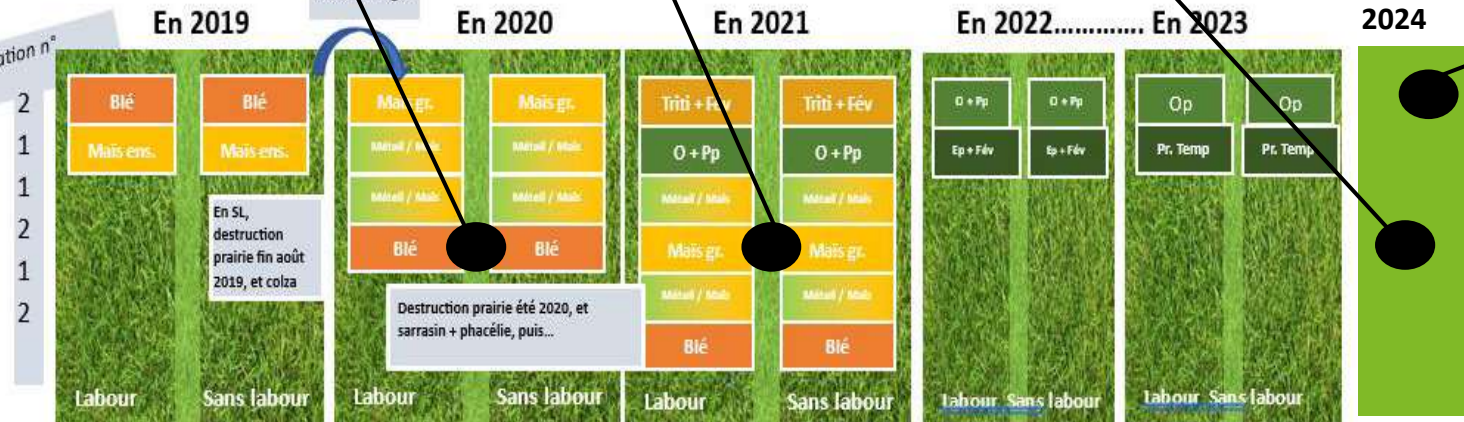 En 2019
En 2020
En 2021
En 2022............. En 2023
2024
ation n°
2
1
1
2
1
2
Blé
Blé
Maïs ens.
Maïs ens.
En SL,
destruction
prairie fin août
2019, et colza
Labour
Sans labour
Maïs gr.
Maïs gr.
Méteil / Maïs
Méteil / Maïs
Méteil / Maïs
Méteil / Maïs
Blé
Blé
Destruction prairie été 2020, et
sarrasin + phacélie, puis...
Labour
Sans labour
Triti + Fév
Triti + Fév
O + Pp
O + Pp
Méteil / Maïs
Méteil / Maïs
Maïs gr.
Maïs gr.
Méteil / Maïs
Méteil / Maïs
Blé
Blé
Labour
Sans labour
O + Pp
O + Pp
Ep + Fév
Ep + Fév
Labour Sans labour
Op
Op
Pr. Temp
Pr. Temp
Labour Sans labour